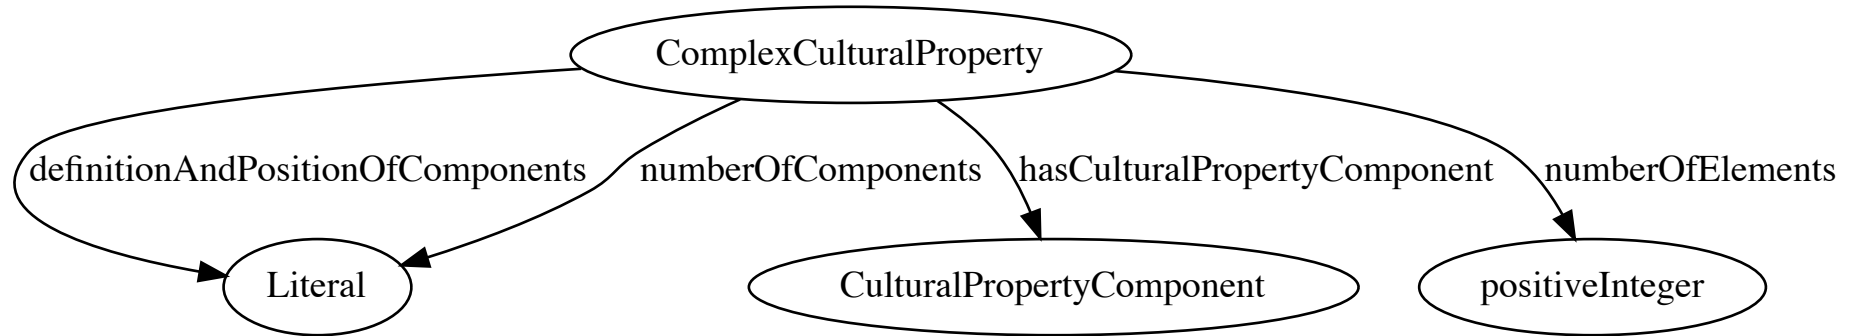 ComplexCulturalProperty
definitionAndPositionOfComponents
numberOfComponents
hasCulturalPropertyComponent
numberOfElements
Literal
CulturalPropertyComponent
positiveInteger